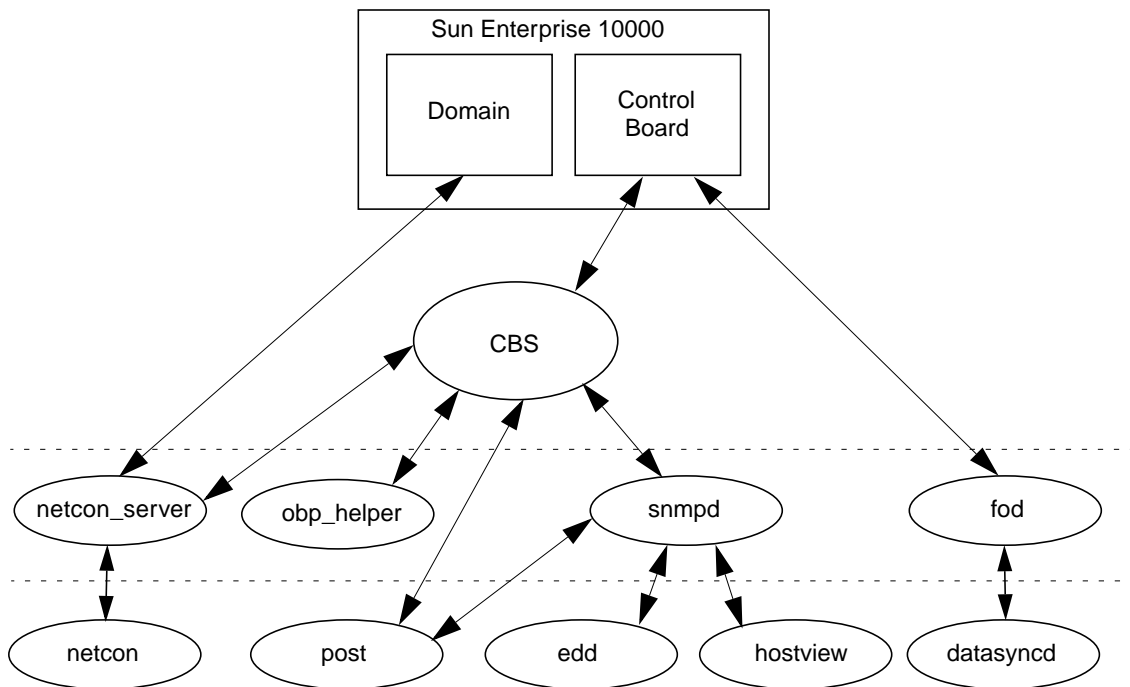 Sun Enterprise 10000
Domain
Control
Board
CBS
netcon_server
obp_helper
snmpd
fod
netcon
post
edd
hostview
datasyncd